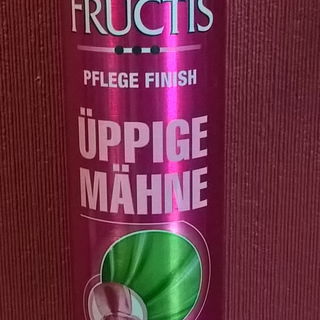 FRUCTIS
PFLEGE FINISH
ÜPPIGE
MÄHNE